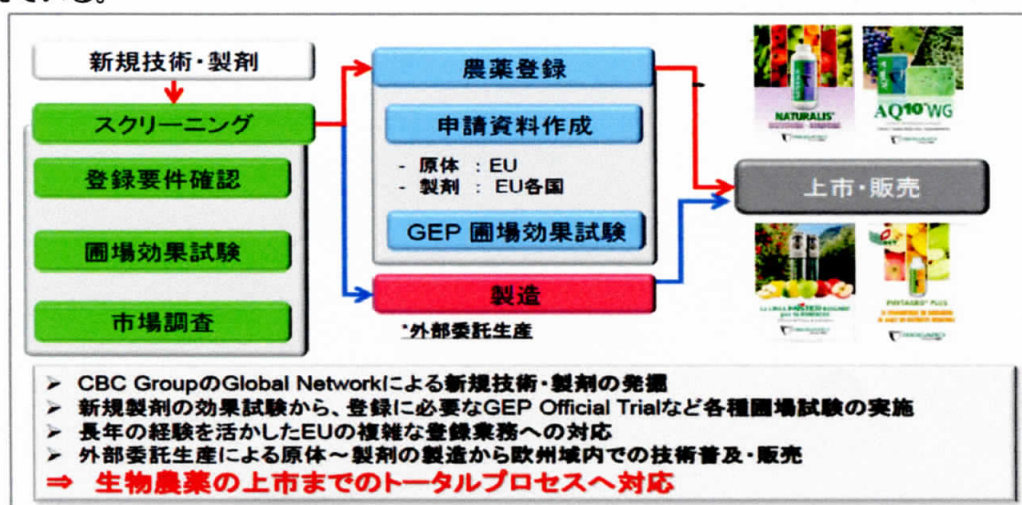 ている。
新規技術・製剤
スクリーニング
登録要件確認
圃場効果試験
市場調査
農薬登録
申請資料作成
- 原体 : EU
- 製剤 : EU各国
GEP 圃場効果試験
製造
*外部委託生産
NATURALIS
AQ10 WG
上市・販売
➢ CBC GroupのGlobal Networkによる新規技術・製剤の発掘
➢ 新規製剤の効果試験から、登録に必要なGEP Official Trialなど各種圃場試験の実施
➢ 長年の経験を活かしたEUの複雑な登録業務への対応
➢ 外部委託生産による原体～製剤の製造から欧州域内での技術普及・販売
⇒ 生物農薬の上市までのトータルプロセスへ対応